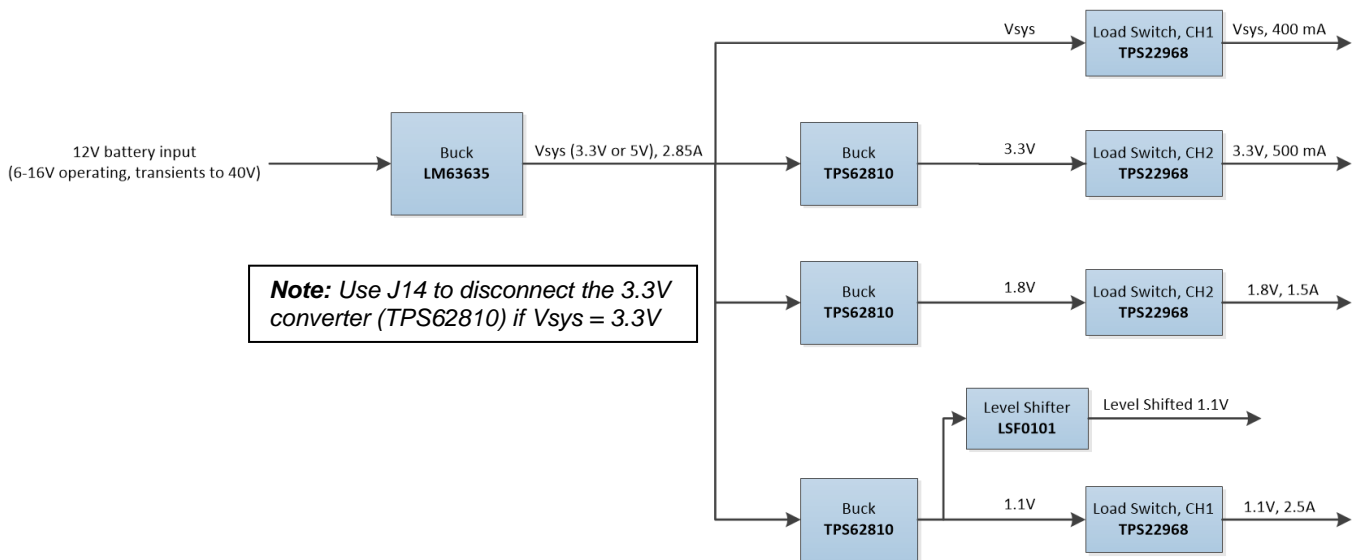 Vsys
Load Switch, CH1
TPS22968
Vsys, 400 mA
12V battery input
(6-16V operating, transients to 40V)
Buck
LM63635
Vsys (3.3V or 5V), 2.85A
Buck
TPS62810
3.3V
Load Switch, CH2
TPS22968
3.3V, 500 mA
Note: Use J14 to disconnect the 3.3V
converter (TPS62810) if Vsys = 3.3V
Buck
TPS62810
1.8V
Load Switch, CH2
TPS22968
1.8V, 1.5A
Level Shifter
LSF0101
Level Shifted 1.1V
Buck
TPS62810
1.1V
Load Switch, CH1
TPS22968
1.1V, 2.5A